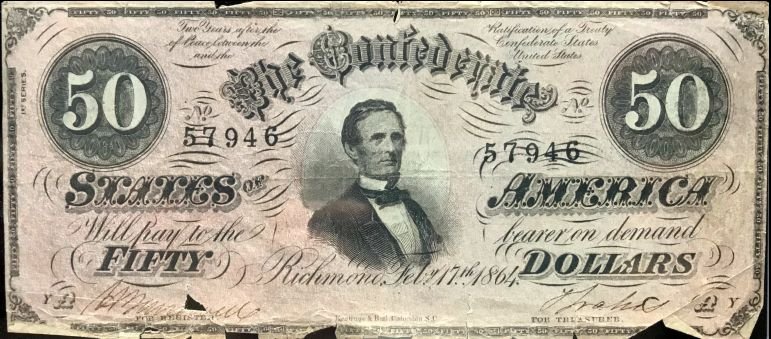 Two Years after the Ratification of a Treaty
of Peace between the Confederate States
and the United States
The Confederate
50 50
1ST SERIES.
No 57946 No 57946
STATES OF AMERICA
Will pay to the bearer on demand
FIFTY DOLLARS
Richmond, Feby 17th 1864
Y Y
FOR REGISTER Keatinge & Ball, Columbia S.C. FOR TREASURER